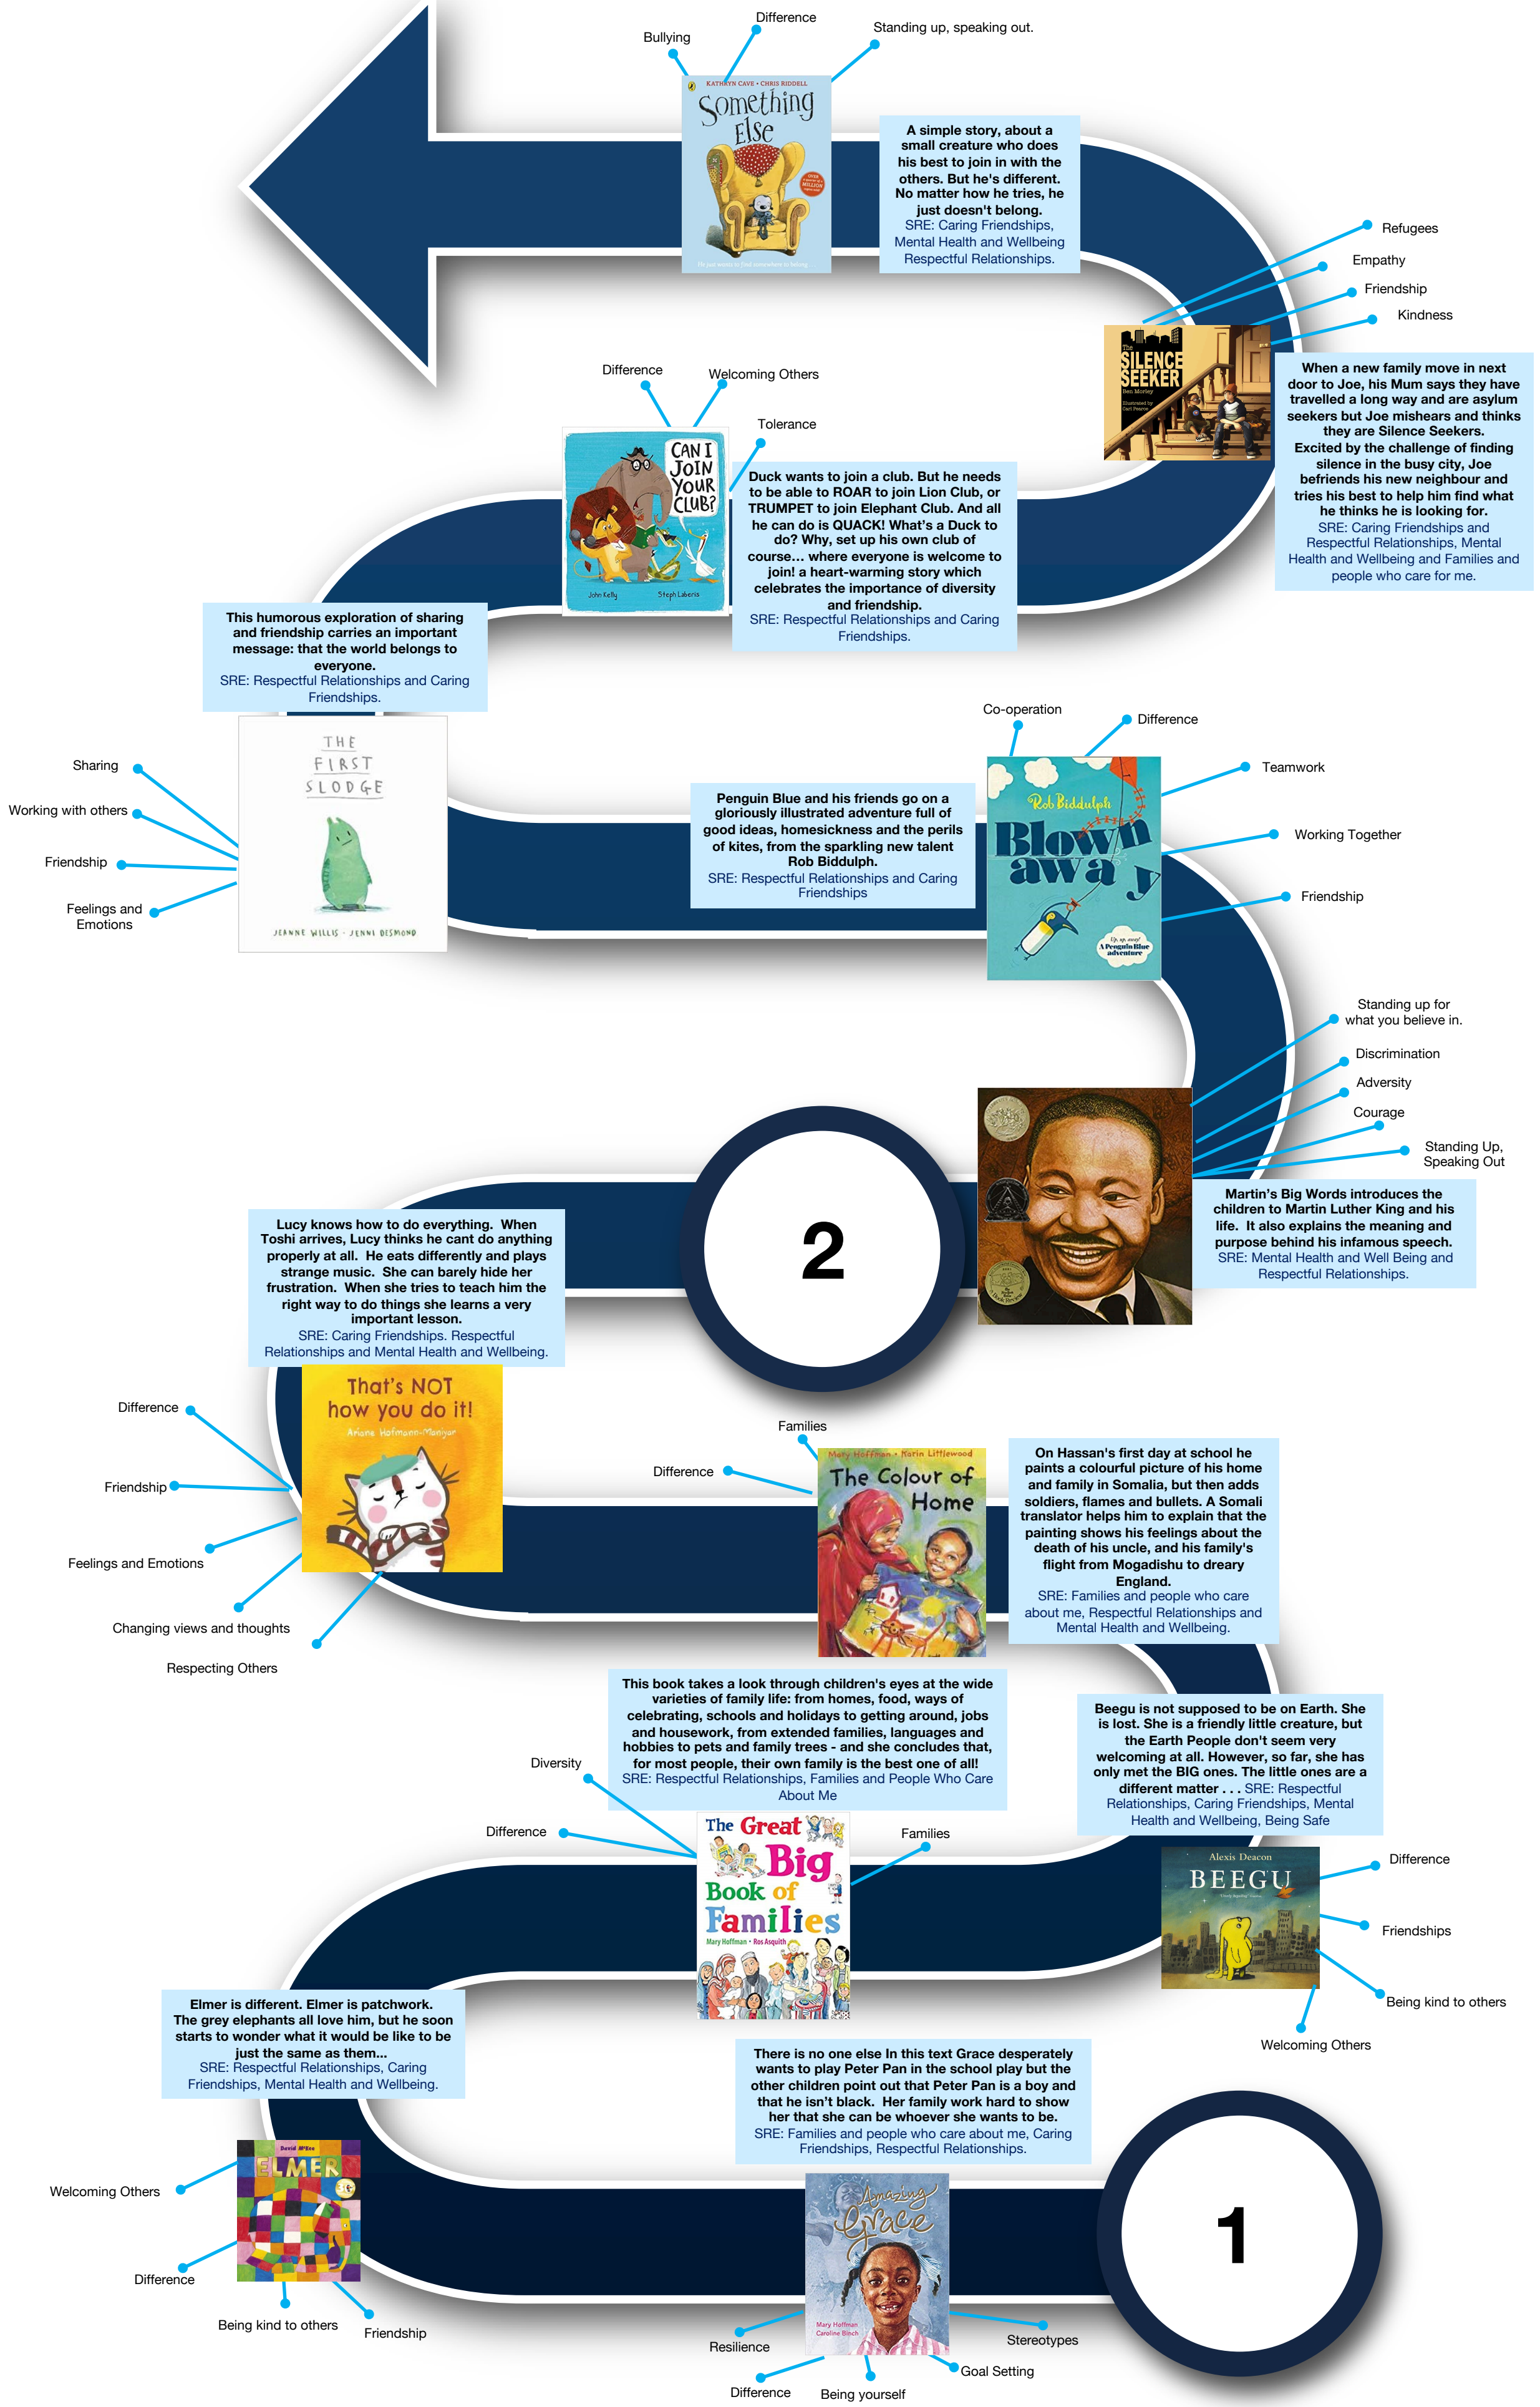 Difference
Bullying
Standing up, speaking out.
KATHRYN CAVE • CHRIS RIDDELL
Something
Else
OVER
MILLION
He just wants to find somewhere to belong...
A simple story, about a
small creature who does
his best to join in with the
others. But he's different.
No matter how he tries, he
just doesn't belong.
SRE: Caring Friendships,
Mental Health and Wellbeing
Respectful Relationships.
Refugees
Empathy
Friendship
Kindness
The
SILENCE
SEEKER
Ben Morley
Illustrated by
Carl Pearce
When a new family move in next
door to Joe, his Mum says they have
travelled a long way and are asylum
seekers but Joe mishears and thinks
they are Silence Seekers.
Excited by the challenge of finding
silence in the busy city, Joe
befriends his new neighbour and
tries his best to help him find what
he thinks he is looking for.
SRE: Caring Friendships and
Respectful Relationships, Mental
Health and Wellbeing and Families and
people who care for me.
Difference
Welcoming Others
Tolerance
CAN I
JOIN
YOUR
CLUB?
John Kelly
Steph Laberis
Duck wants to join a club. But he needs
to be able to ROAR to join Lion Club, or
TRUMPET to join Elephant Club. And all
he can do is QUACK! What's a Duck to
do? Why, set up his own club of
course... where everyone is welcome to
join! a heart-warming story which
celebrates the importance of diversity
and friendship.
SRE: Respectful Relationships and Caring
Friendships.
This humorous exploration of sharing
and friendship carries an important
message: that the world belongs to
everyone.
SRE: Respectful Relationships and Caring
Friendships.
THE
FIRST
SLODGE
JEANNE WILLIS • JENNI DESMOND
Sharing
Working with others
Friendship
Feelings and
Emotions
Penguin Blue and his friends go on a
gloriously illustrated adventure full of
good ideas, homesickness and the perils
of kites, from the sparkling new talent
Rob Biddulph.
SRE: Respectful Relationships and Caring
Friendships
Co-operation
Difference
Teamwork
Working Together
Friendship
Rob Biddulph
Blown
away
Up, up, away!
A Penguin Blue
adventure
Standing up for
what you believe in.
Discrimination
Adversity
Courage
Standing Up,
Speaking Out
Martin's Big Words introduces the
children to Martin Luther King and his
life. It also explains the meaning and
purpose behind his infamous speech.
SRE: Mental Health and Well Being and
Respectful Relationships.
2
Lucy knows how to do everything. When
Toshi arrives, Lucy thinks he cant do anything
properly at all. He eats differently and plays
strange music. She can barely hide her
frustration. When she tries to teach him the
right way to do things she learns a very
important lesson.
SRE: Caring Friendships. Respectful
Relationships and Mental Health and Wellbeing.
That's NOT
how you do it!
Ariane Hofmann-Maniyar
Difference
Friendship
Feelings and Emotions
Changing views and thoughts
Respecting Others
Families
Difference
Mary Hoffman • Karin Littlewood
The Colour of
Home
On Hassan's first day at school he
paints a colourful picture of his home
and family in Somalia, but then adds
soldiers, flames and bullets. A Somali
translator helps him to explain that the
painting shows his feelings about the
death of his uncle, and his family's
flight from Mogadishu to dreary
England.
SRE: Families and people who care
about me, Respectful Relationships and
Mental Health and Wellbeing.
This book takes a look through children's eyes at the wide
varieties of family life: from homes, food, ways of
celebrating, schools and holidays to getting around, jobs
and housework, from extended families, languages and
hobbies to pets and family trees - and she concludes that,
for most people, their own family is the best one of all!
SRE: Respectful Relationships, Families and People Who Care
About Me
Diversity
Difference
Families
The Great
Big
Book of
Families
Mary Hoffman • Ros Asquith
Beegu is not supposed to be on Earth. She
is lost. She is a friendly little creature, but
the Earth People don't seem very
welcoming at all. However, so far, she has
only met the BIG ones. The little ones are a
different matter . . . SRE: Respectful
Relationships, Caring Friendships, Mental
Health and Wellbeing, Being Safe
Alexis Deacon
BEEGU
Difference
Friendships
Being kind to others
Welcoming Others
Elmer is different. Elmer is patchwork.
The grey elephants all love him, but he soon
starts to wonder what it would be like to be
just the same as them...
SRE: Respectful Relationships, Caring
Friendships, Mental Health and Wellbeing.
David McKee
ELMER
Welcoming Others
Difference
Being kind to others
Friendship
There is no one else In this text Grace desperately
wants to play Peter Pan in the school play but the
other children point out that Peter Pan is a boy and
that he isn't black. Her family work hard to show
her that she can be whoever she wants to be.
SRE: Families and people who care about me, Caring
Friendships, Respectful Relationships.
Amazing
Grace
Mary Hoffman
Caroline Binch
1
Resilience
Stereotypes
Goal Setting
Difference
Being yourself